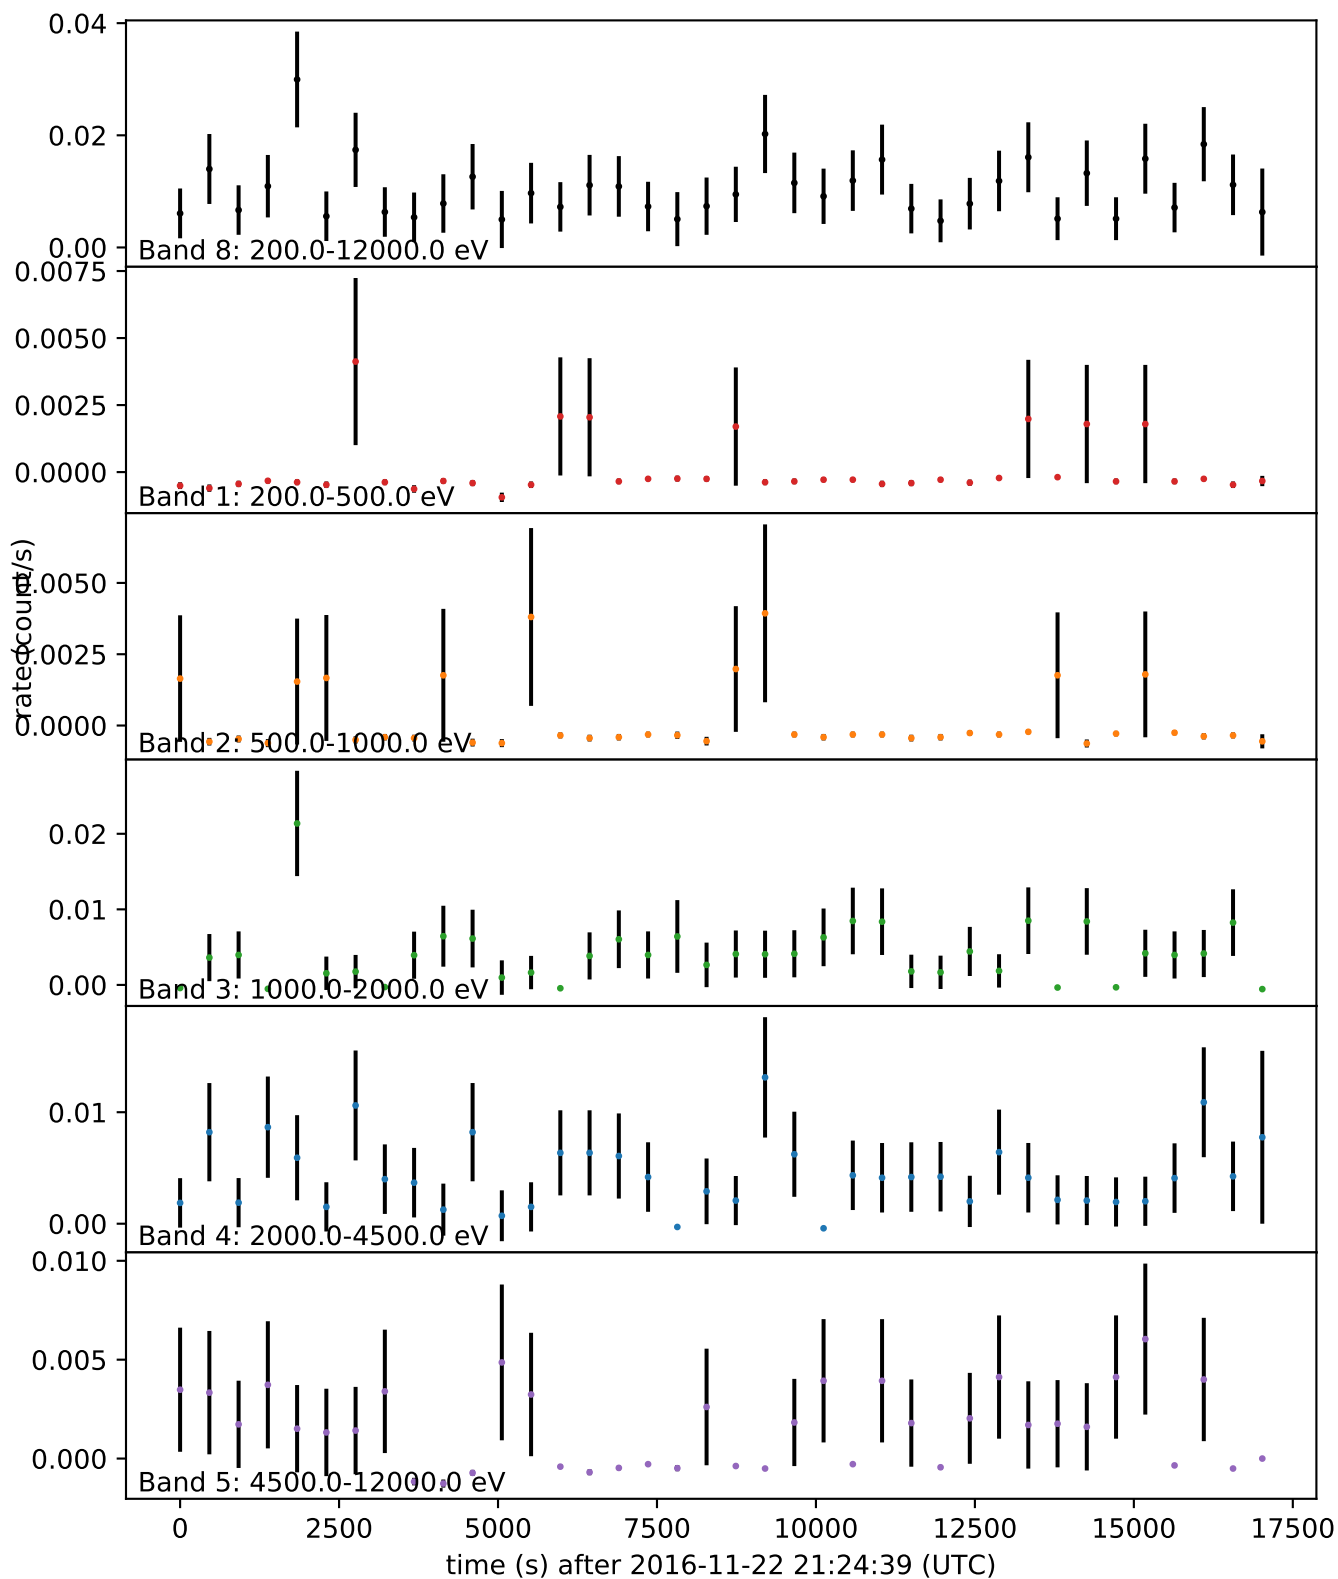 0.04
0.02
0.00
Band 8: 200.0-12000.0 eV
0.0075
0.0050
0.0025
0.0000
Band 1: 200.0-500.0 eV
rate (count/s)
0.0050
0.0025
0.0000
Band 2: 500.0-1000.0 eV
0.02
0.01
0.00
Band 3: 1000.0-2000.0 eV
0.01
0.00
Band 4: 2000.0-4500.0 eV
0.010
0.005
0.000
Band 5: 4500.0-12000.0 eV
0 2500 5000 7500 10000 12500 15000 17500
time (s) after 2016-11-22 21:24:39 (UTC)